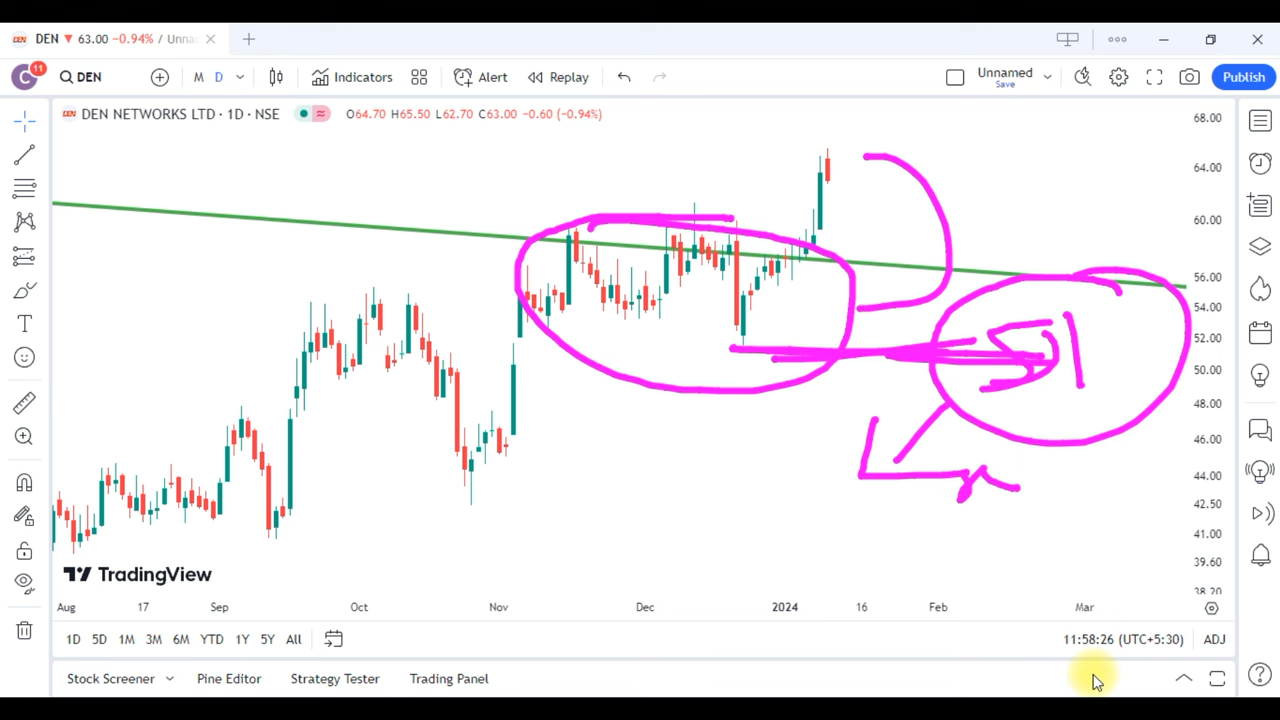 DEN 63.00 -0.94% / Unna
11
C
DEN
M D
Indicators
Alert
Replay
Unnamed
Save
Publish
DEN NETWORKS LTD · 1D · NSE
O64.70 H65.50 L62.70 C63.00 -0.60 (-0.94%)
68.00
64.00
60.00
56.00
54.00
52.00
51
50.00
48.00
46.00
44.00
42.50
41.00
39.60
38.20
TradingView
Aug 17 Sep Oct Nov Dec 2024 16 Feb Mar
1D 5D 1M 3M 6M YTD 1Y 5Y All
11:58:26 (UTC+5:30) ADJ
Stock Screener Pine Editor Strategy Tester Trading Panel